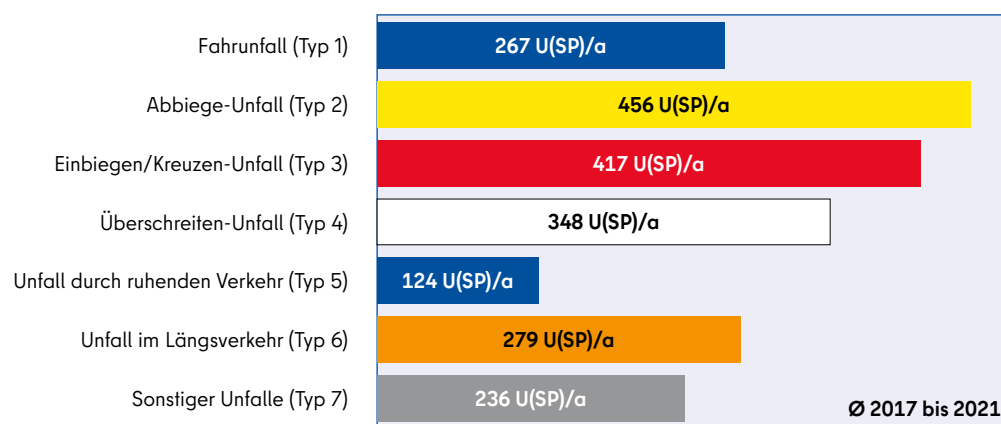 Fahrunfall (Typ 1) 267 U(SP)/a
Abbiege-Unfall (Typ 2) 456 U(SP)/a
Einbiegen/Kreuzen-Unfall (Typ 3) 417 U(SP)/a
Überschreiten-Unfall (Typ 4) 348 U(SP)/a
Unfall durch ruhenden Verkehr (Typ 5) 124 U(SP)/a
Unfall im Längsverkehr (Typ 6) 279 U(SP)/a
Sonstiger Unfalle (Typ 7) 236 U(SP)/a
Ø 2017 bis 2021